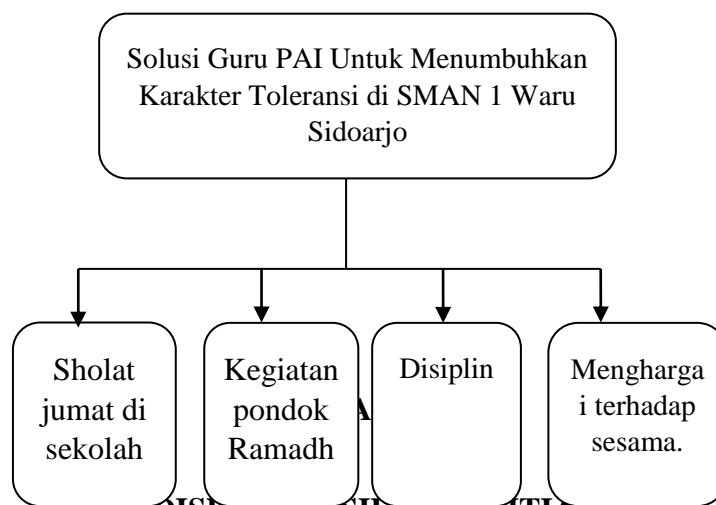 Solusi Guru PAI Untuk Menumbuhkan
Karakter Toleransi di SMAN 1 Waru
Sidoarjo
Sholat
jumat di
sekolah
Kegiatan
pondok
Ramadh
Disiplin
Mengharga
i terhadap
sesama.